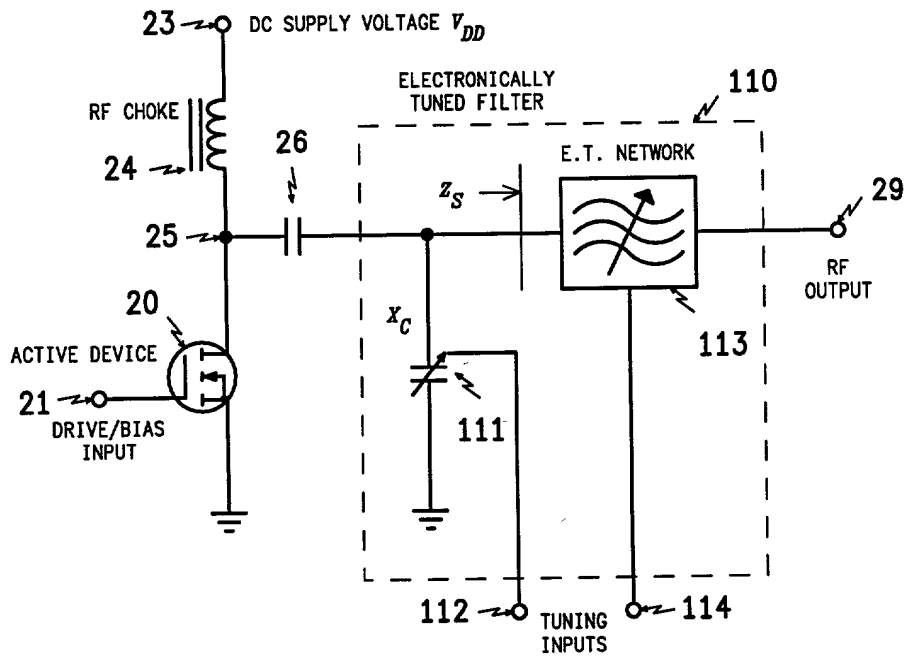 23
DC SUPPLY VOLTAGE V_DD
ELECTRONICALLY
TUNED FILTER
110
RF CHOKE
24
26
E.T. NETWORK
Z_S
29
25
RF
OUTPUT
20
X_C
113
ACTIVE DEVICE
21
111
DRIVE/BIAS
INPUT
112
TUNING
INPUTS
114